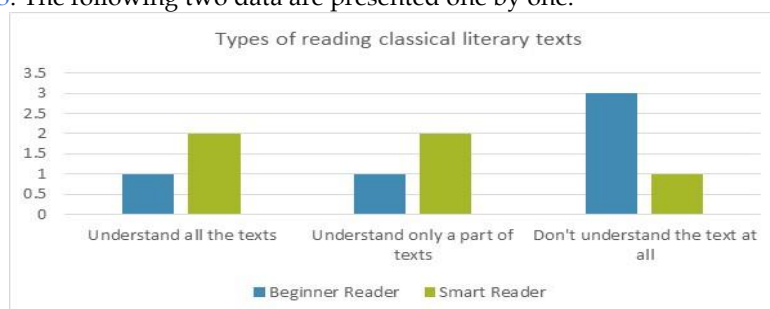 The following two data are presented one by one.
Types of reading classical literary texts
3.5
3
2.5
2
1.5
1
0.5
0
Understand all the texts
Understand only a part of
texts
Don't understand the text at
all
Beginner Reader
Smart Reader